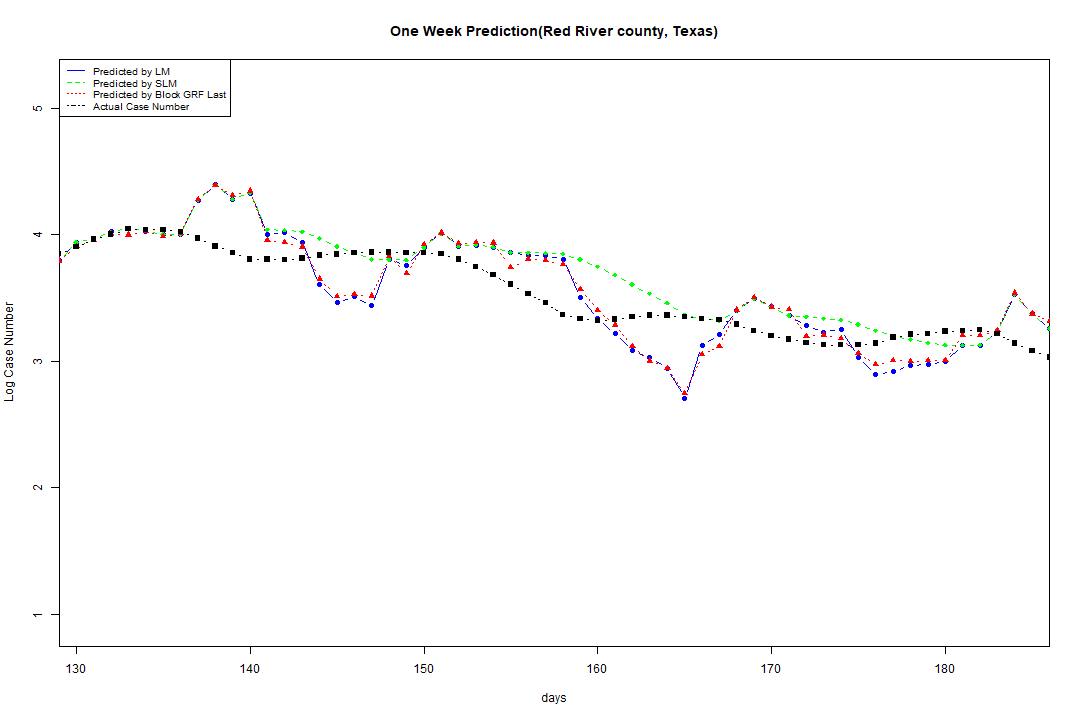 One Week Prediction(Red River county, Texas)
Predicted by LM
Predicted by SLM
Predicted by Block GRF Last
Actual Case Number
5
4
3
2
1
Log Case Number
130 140 150 160 170 180
days